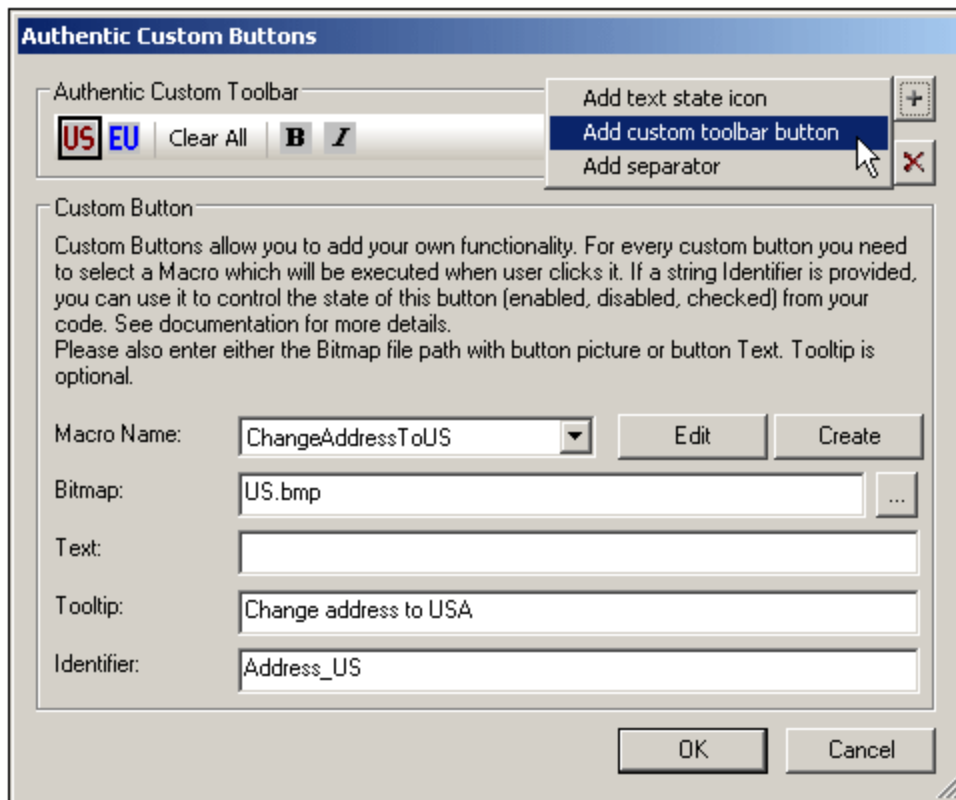 Authentic Custom Buttons
Authentic Custom Toolbar
Add text state icon
+
US EU Clear All B I
Add custom toolbar button
Add separator
Custom Button
Custom Buttons allow you to add your own functionality. For every custom button you need
to select a Macro which will be executed when user clicks it. If a string Identifier is provided,
you can use it to control the state of this button (enabled, disabled, checked) from your
code. See documentation for more details.
Please also enter either the Bitmap file path with button picture or button Text. Tooltip is
optional.
Macro Name: ChangeAddressToUS Edit Create
Bitmap: US.bmp ...
Text:
Tooltip: Change address to USA
Identifier: Address_US
OK Cancel